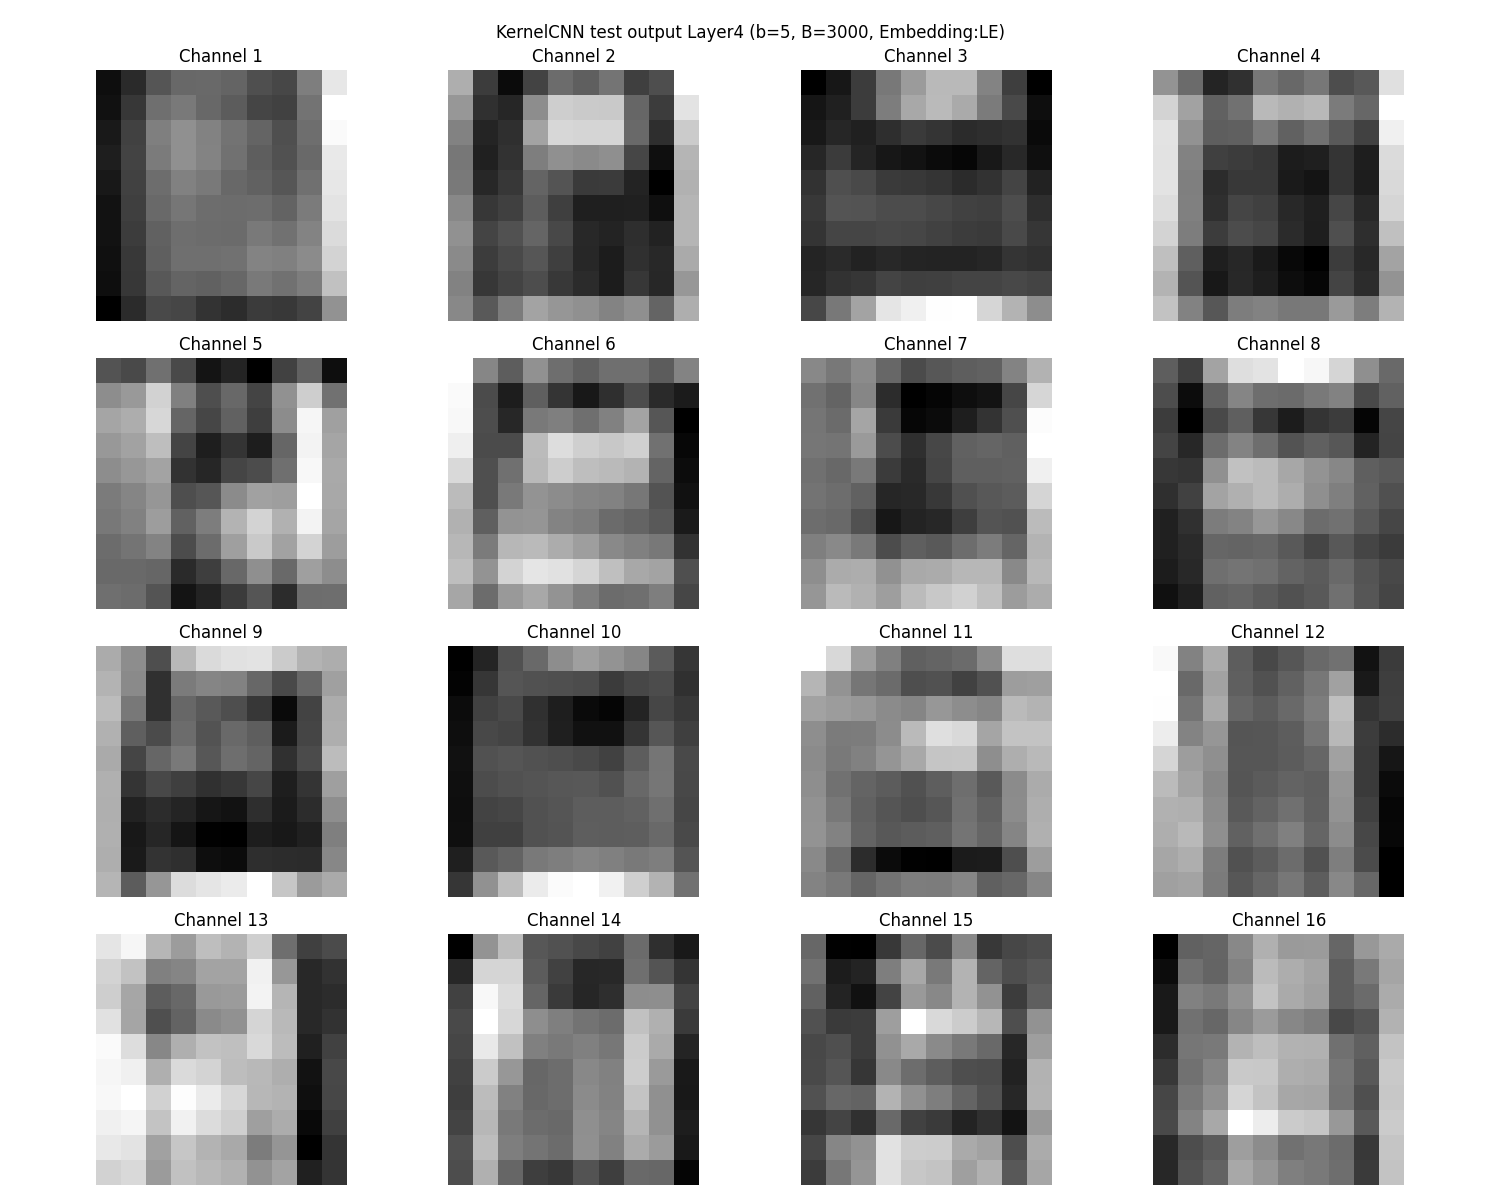 KernelCNN test output Layer4 (b=5, B=3000, Embedding:LE)
Channel 1
Channel 2
Channel 3
Channel 4
Channel 5
Channel 6
Channel 7
Channel 8
Channel 9
Channel 10
Channel 11
Channel 12
Channel 13
Channel 14
Channel 15
Channel 16